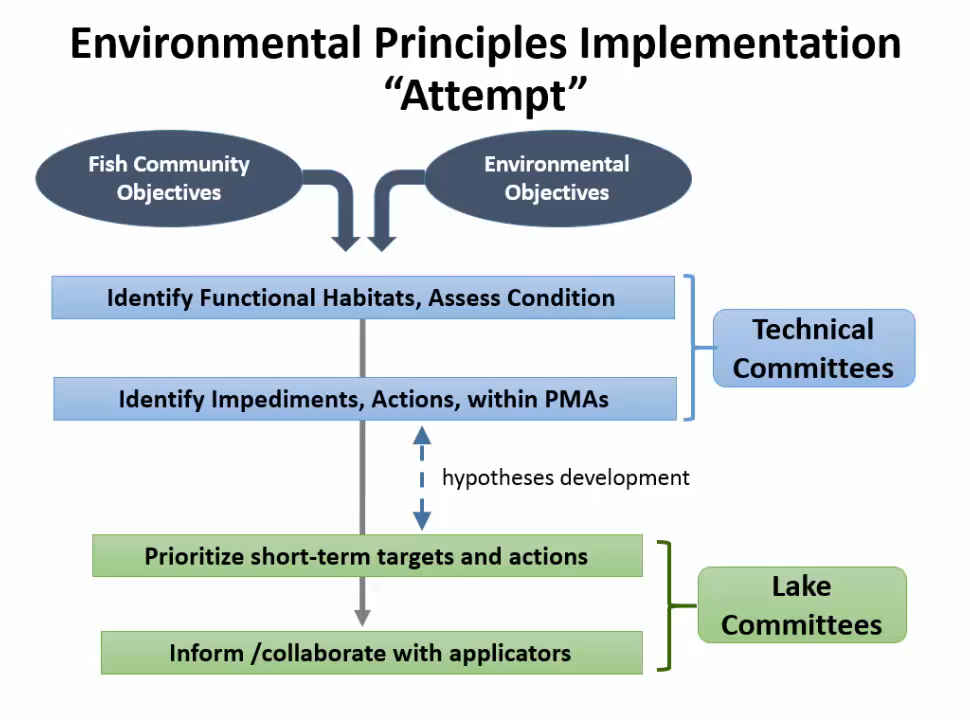 Environmental Principles Implementation
“Attempt”
Fish Community
Objectives
Environmental
Objectives
Identify Functional Habitats, Assess Condition
Technical
Committees
Identify Impediments, Actions, within PMAs
hypotheses development
Prioritize short-term targets and actions
Lake
Committees
Inform /collaborate with applicators